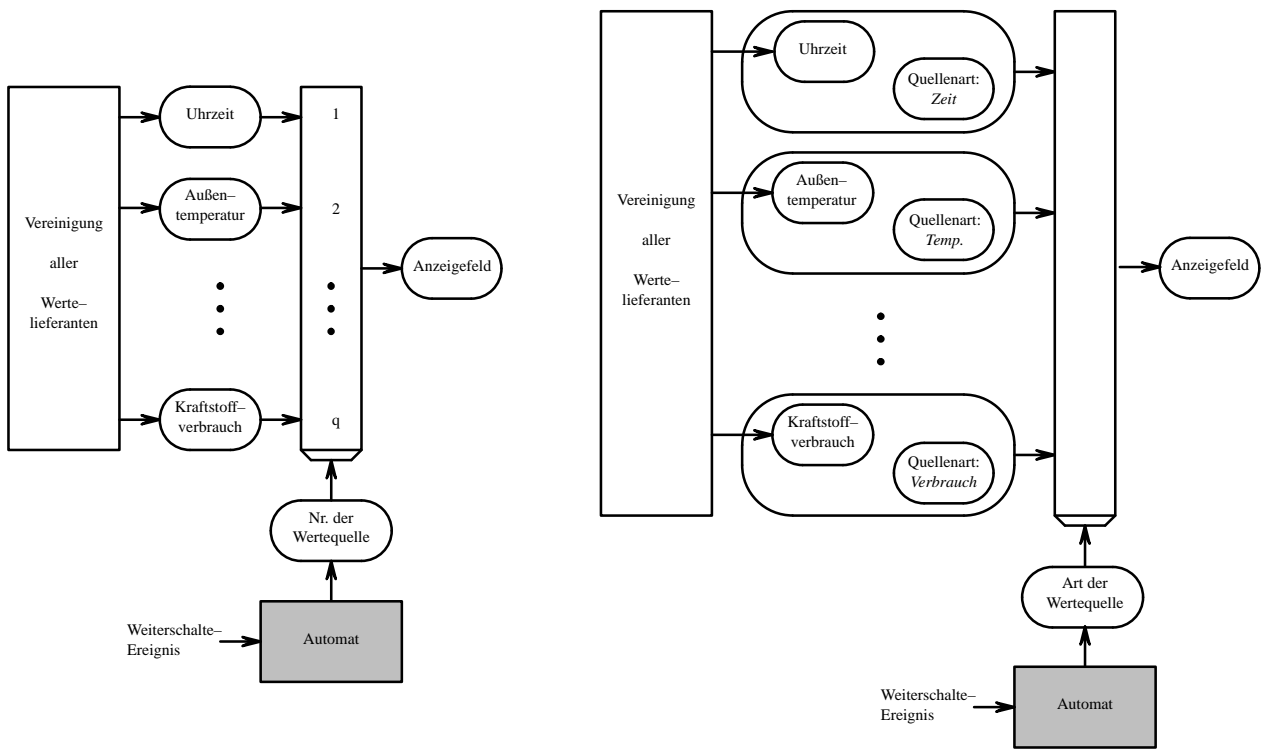 Uhrzeit
1
Außen–
temperatur
2
Vereinigung
aller
Werte–
lieferanten
Anzeigefeld
Kraftstoff–
verbrauch
q
Nr. der
Wertequelle
Weiterschalte–
Ereignis
Automat
Uhrzeit
Quellenart:
Zeit
Außen–
temperatur
Quellenart:
Temp.
Vereinigung
aller
Werte–
lieferanten
Anzeigefeld
Kraftstoff–
verbrauch
Quellenart:
Verbrauch
Art der
Wertequelle
Weiterschalte–
Ereignis
Automat